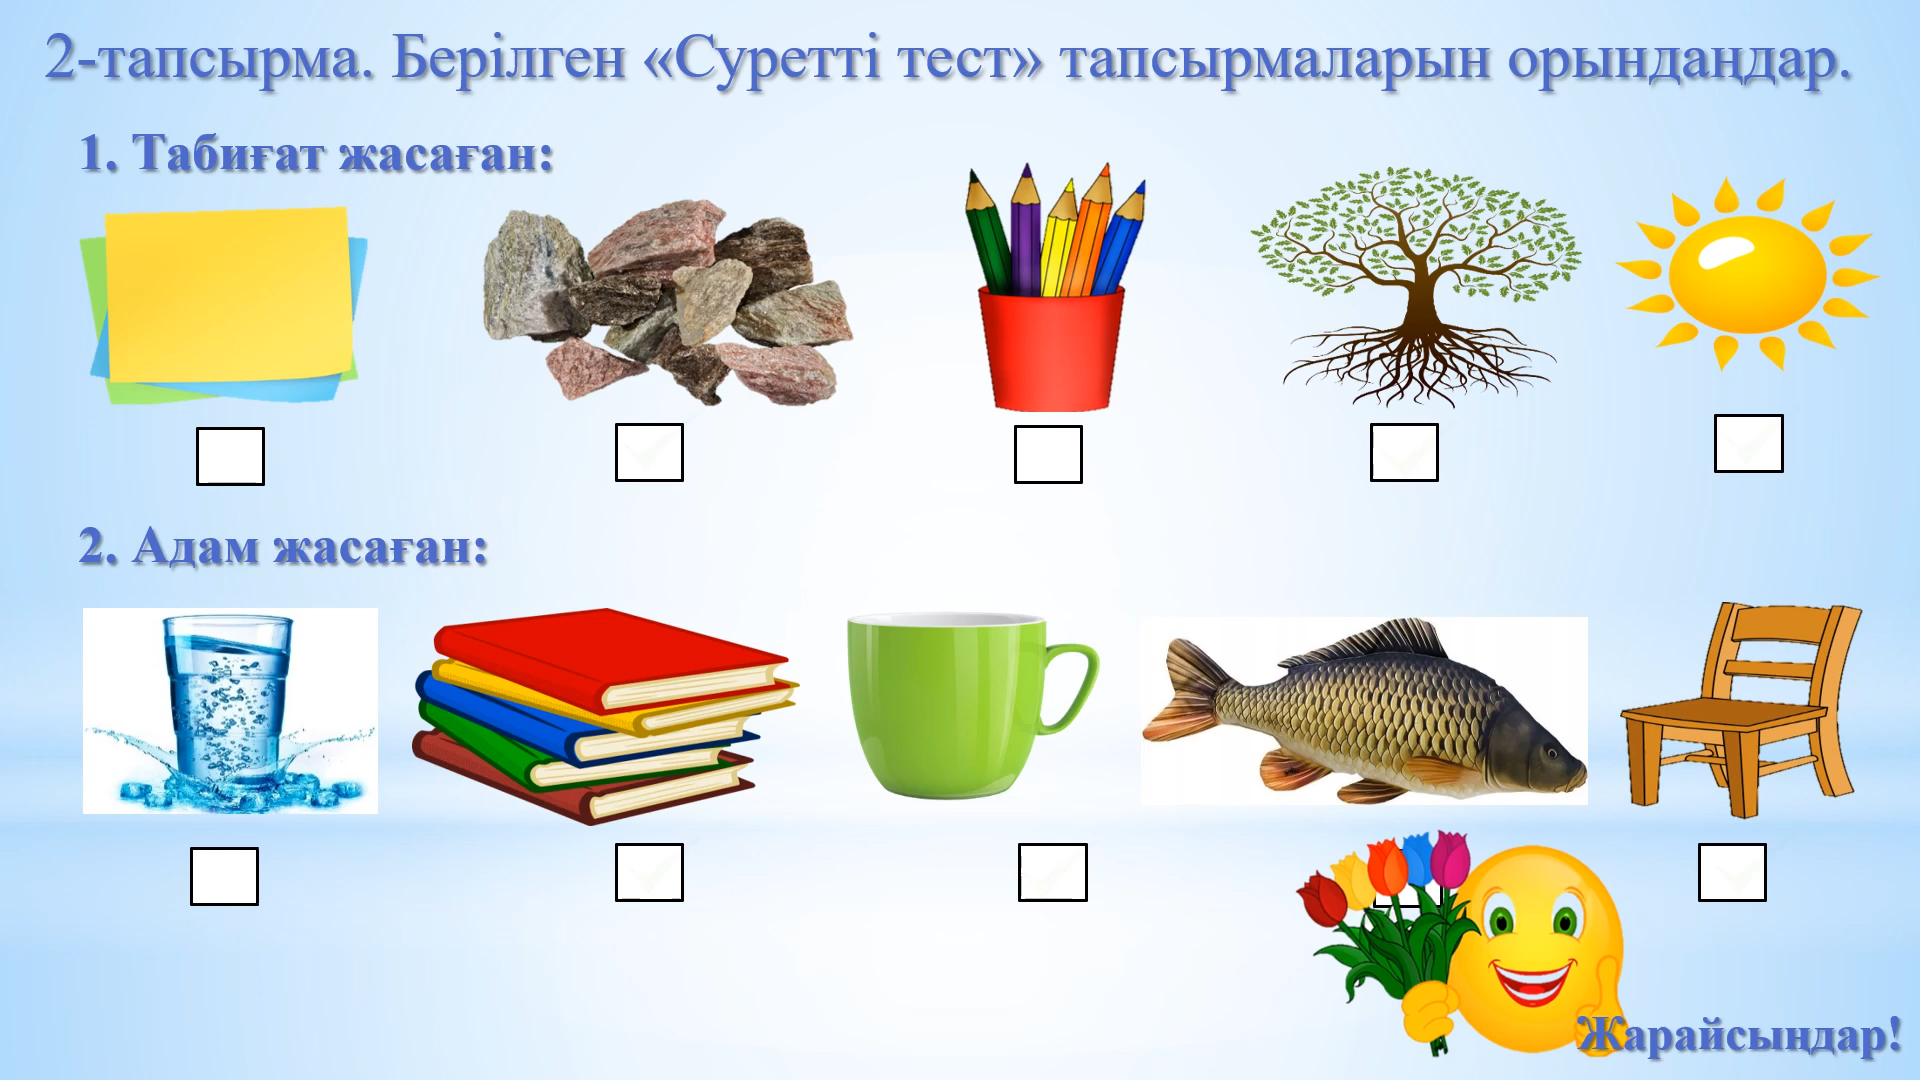 2-тапсырма. Берілген «Суретті тест» тапсырмаларын орындаңдар.
1. Табиғат жасаған:
2. Адам жасаған:
Жарайсыңдар!